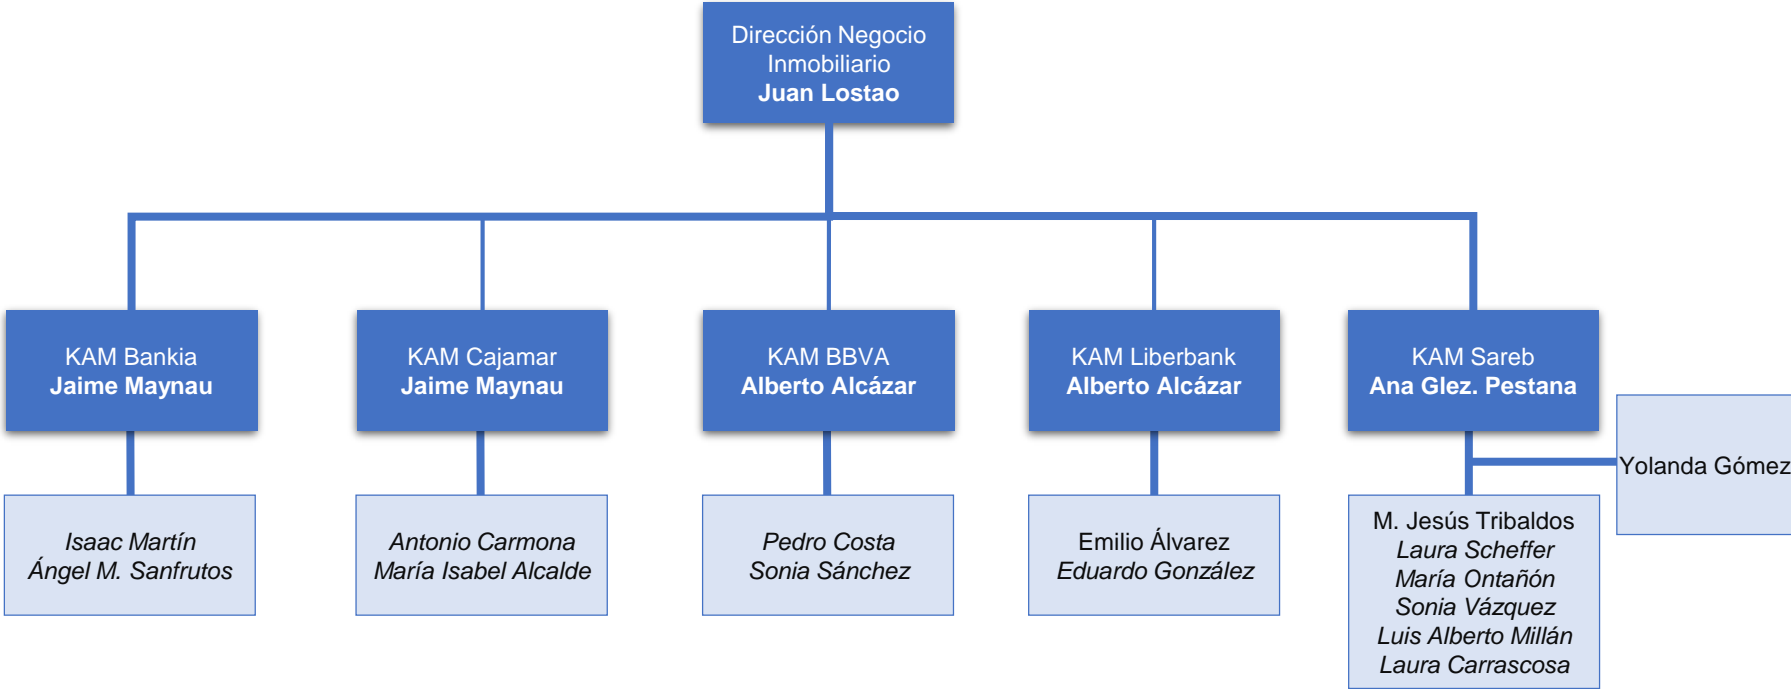 Dirección Negocio
Inmobiliario
Juan Lostao
KAM Bankia
Jaime Maynau
KAM Cajamar
Jaime Maynau
KAM BBVA
Alberto Alcázar
KAM Liberbank
Alberto Alcázar
KAM Sareb
Ana Glez. Pestana
Yolanda Gómez
Isaac Martín
Ángel M. Sanfrutos
Antonio Carmona
María Isabel Alcalde
Pedro Costa
Sonia Sánchez
Emilio Álvarez
Eduardo González
M. Jesús Tribaldos
Laura Scheffer
María Ontañón
Sonia Vázquez
Luis Alberto Millán
Laura Carrascosa